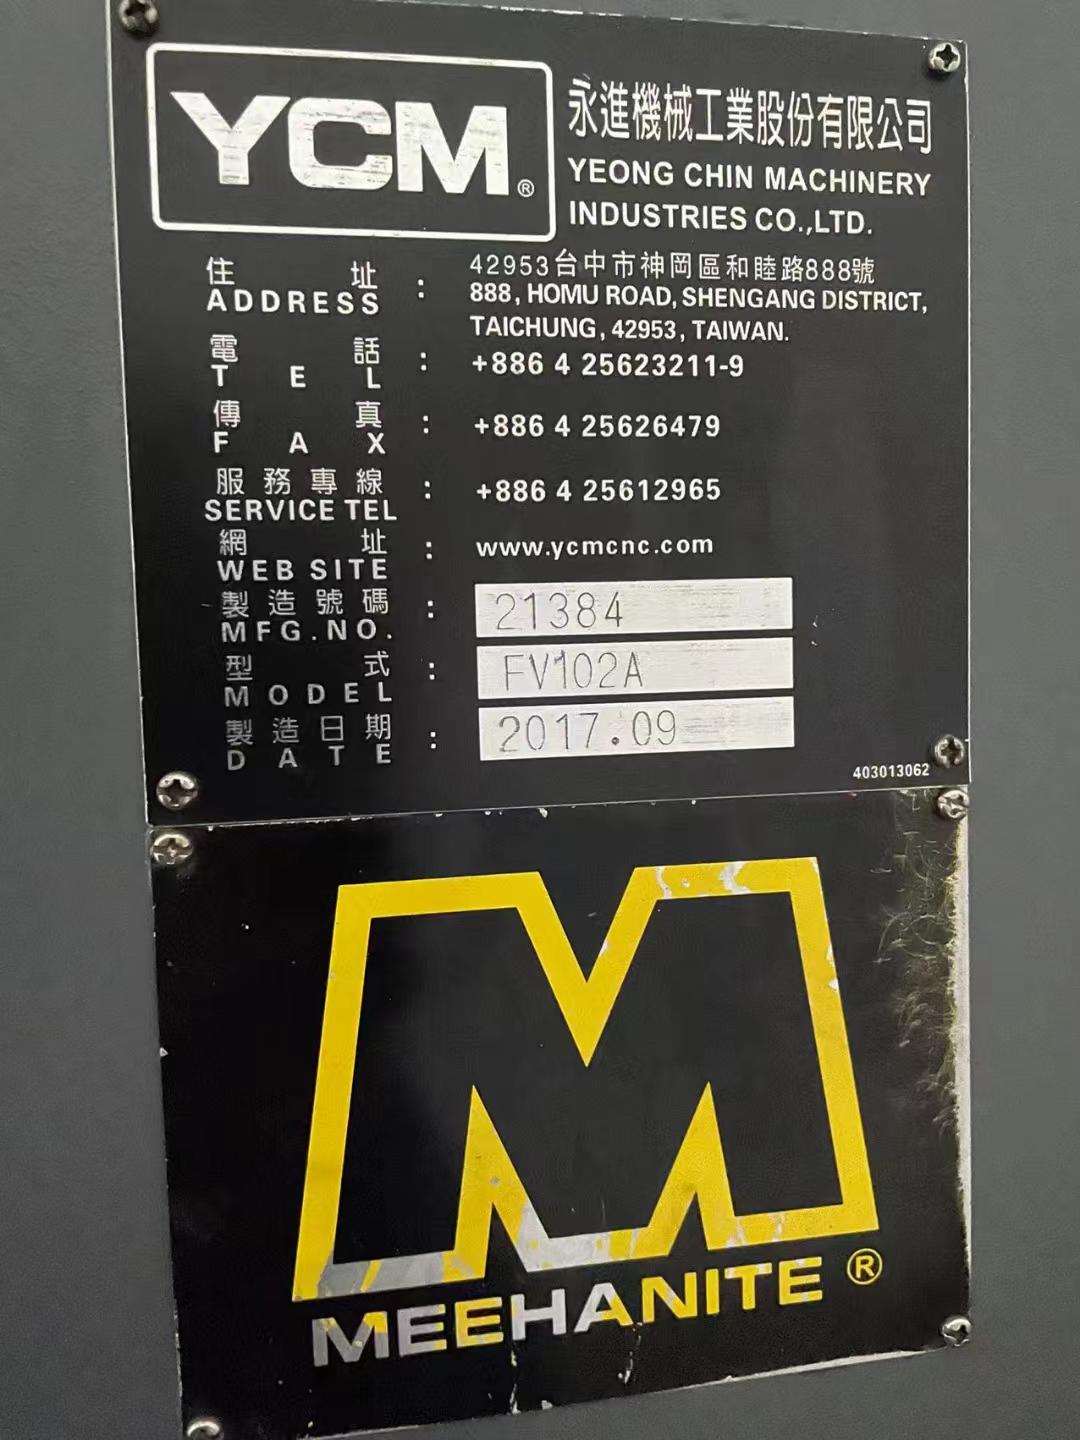 YCM®
永進機械工業股份有限公司
YEONG CHIN MACHINERY
INDUSTRIES CO.,LTD.
住址 : 42953台中市神岡區和睦路888號
ADDRESS 888, HOMU ROAD, SHENGANG DISTRICT,
TAICHUNG, 42953, TAIWAN.
電話 : +886 4 25623211-9
TEL
傳真 : +886 4 25626479
FAX
服務專線 : +886 4 25612965
SERVICE TEL
網址 : www.ycmcnc.com
WEB SITE
製造號碼 : 21384
MFG.NO.
型式 : FV102A
MODEL
製造日期 : 2017.09
DATE
403013062
MEEHANITE®